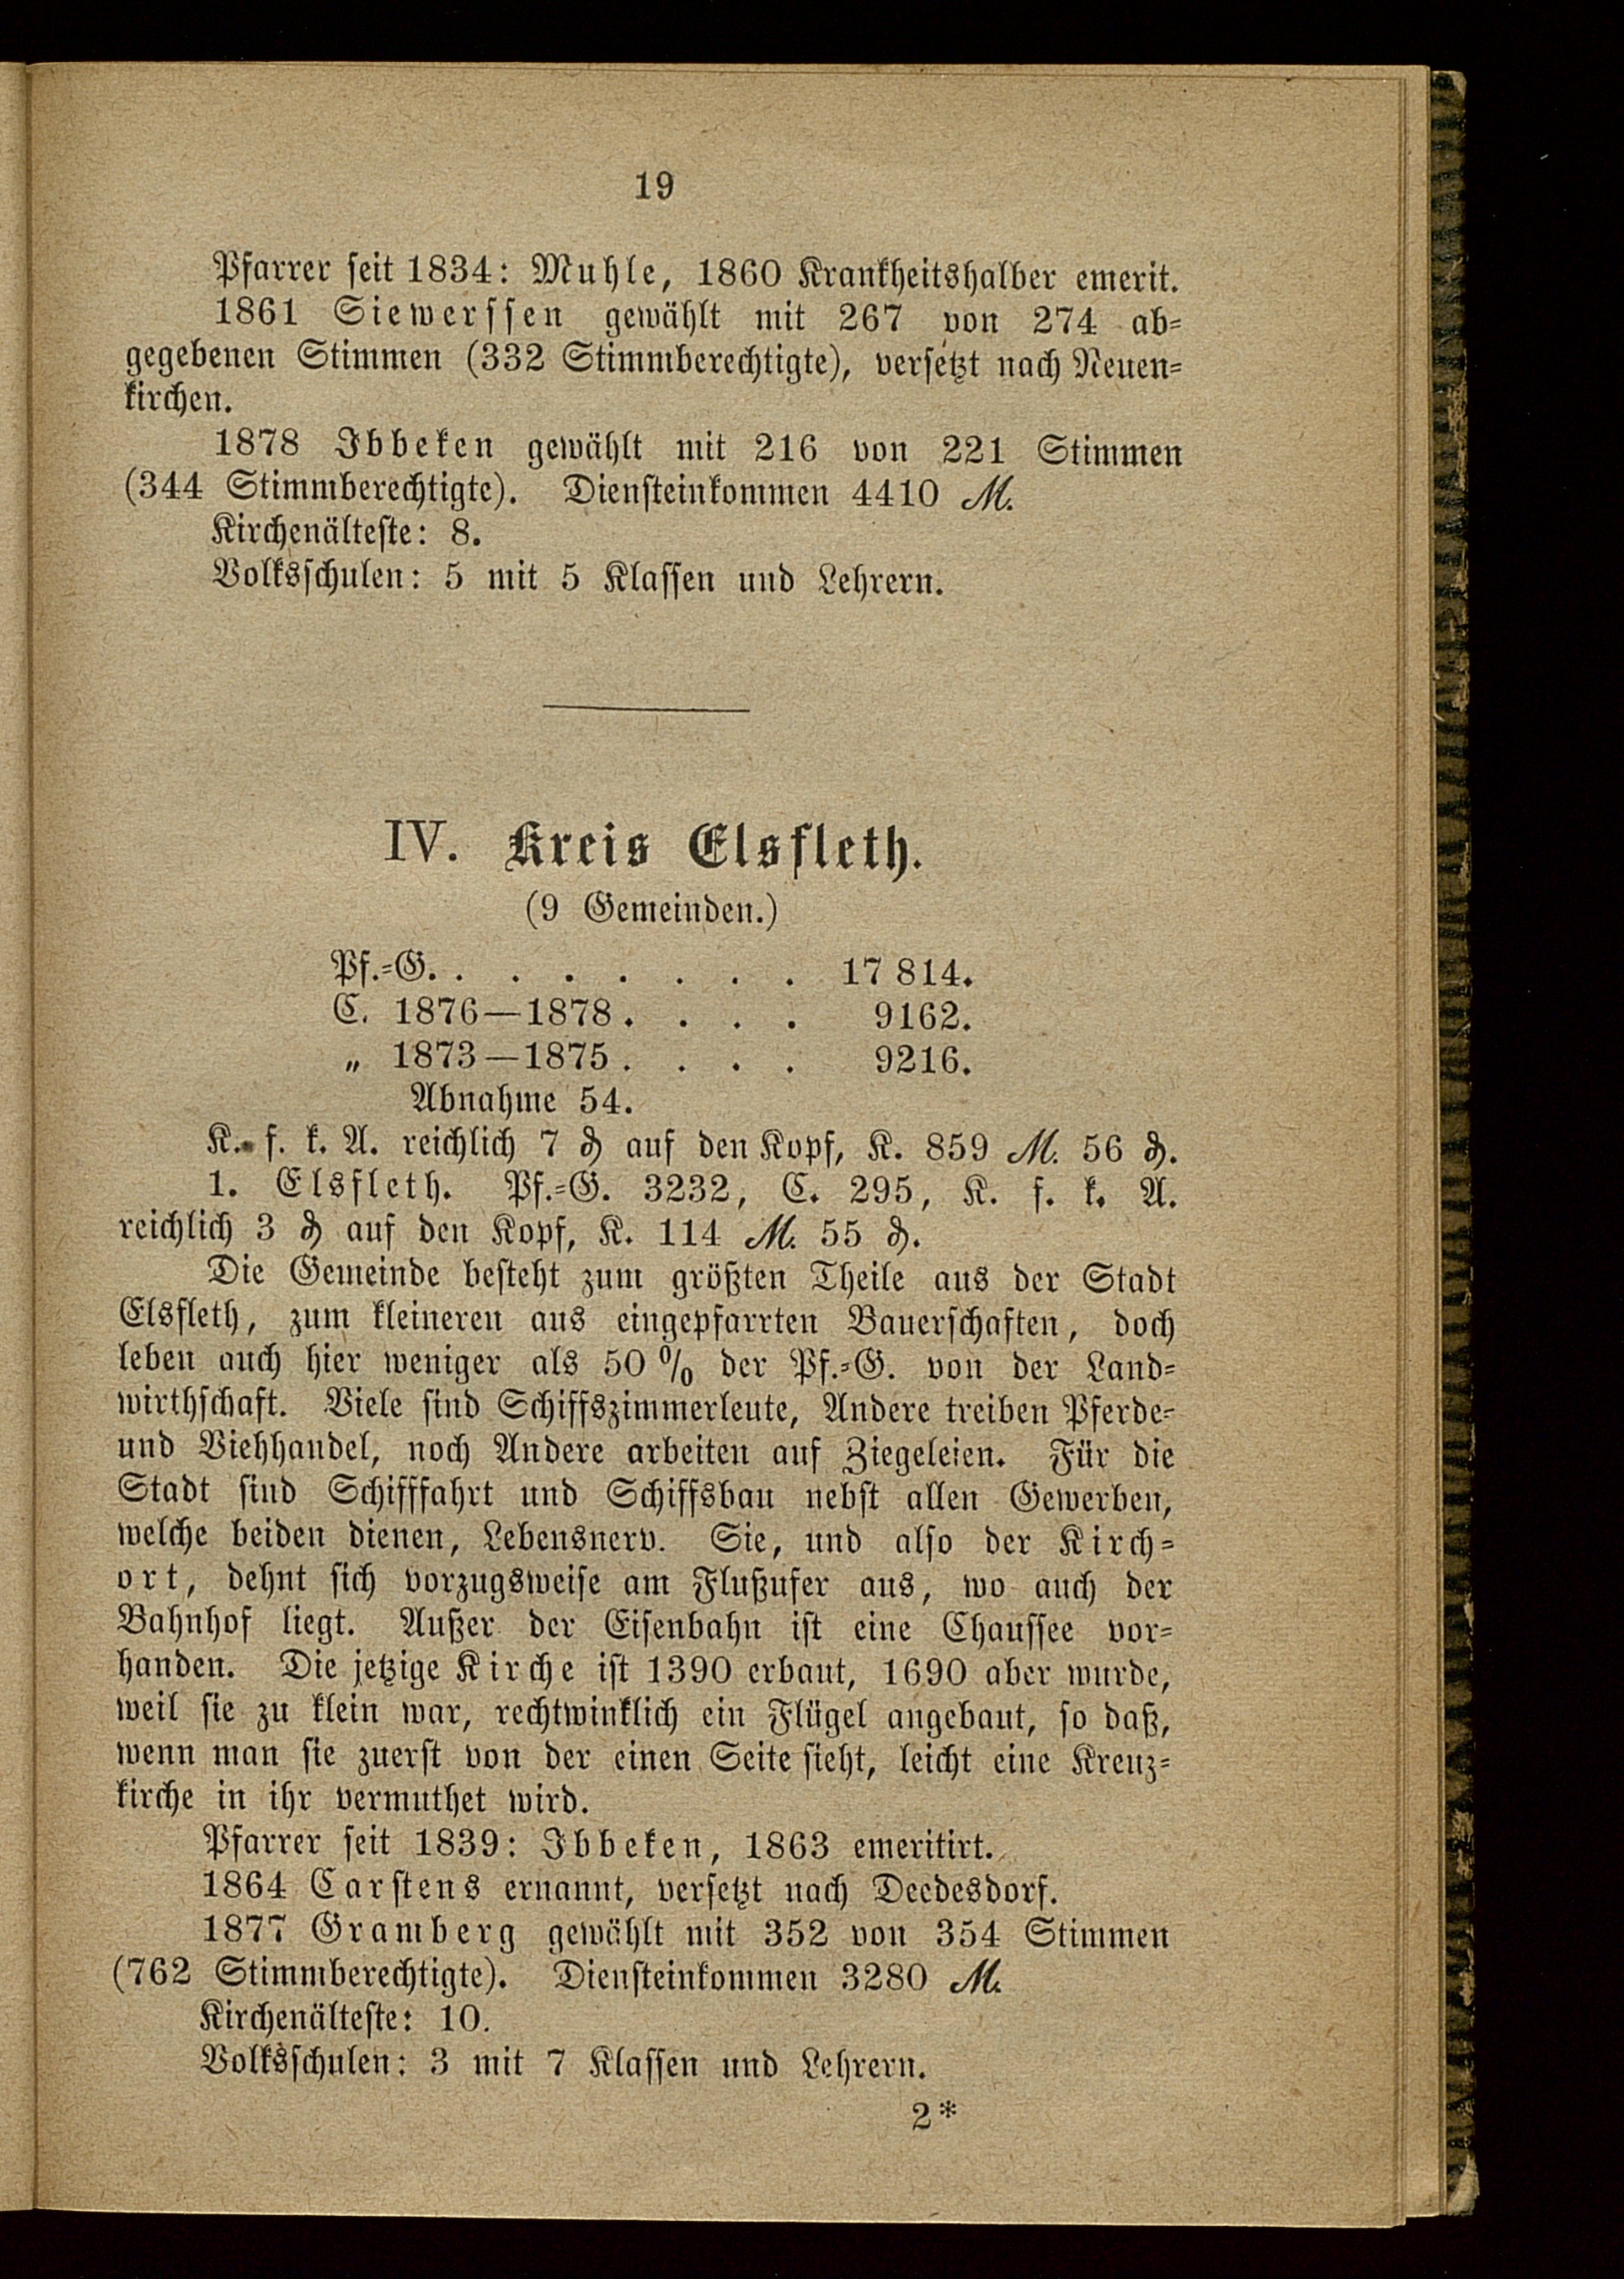 19
Pfarrer seit 1834: Muhle, 1860 Krankheitshalber emerit.
1861 Siewerssen gewählt mit 267 von 274 ab-
gegebenen Stimmen (332 Stimmberechtigte), versetzt nach Neuen-
kirchen.
1878 Ibbeken gewählt mit 216 von 221 Stimmen
(344 Stimmberechtigte). Diensteinkommen 4410 M.
Kirchenälteste: 8.
Volksschulen: 5 mit 5 Klassen und Lehrern.
IV. Kreis Elsfleth.
(9 Gemeinden.)
Pf.-G. . . . . . . . 17 814.
C. 1876—1878 . . . . 9162.
„ 1873—1875 . . . . 9216.
Abnahme 54.
K. f. k. A. reichlich 7 ₰ auf den Kopf, K. 859 M. 56 ₰.
1. Elsfleth. Pf.-G. 3232, C. 295, K. f. k. A.
reichlich 3 ₰ auf den Kopf, K. 114 M. 55 ₰.
Die Gemeinde besteht zum größten Theile aus der Stadt
Elsfleth, zum kleineren aus eingepfarrten Bauerschaften, doch
leben auch hier weniger als 50 % der Pf.-G. von der Land-
wirthschaft. Viele sind Schiffszimmerleute, Andere treiben Pferde-
und Viehhandel, noch Andere arbeiten auf Ziegeleien. Für die
Stadt sind Schifffahrt und Schiffsbau nebst allen Gewerben,
welche beiden dienen, Lebensnerv. Sie, und also der Kirch-
ort, dehnt sich vorzugsweise am Flußufer aus, wo auch der
Bahnhof liegt. Außer der Eisenbahn ist eine Chaussee vor-
handen. Die jetzige Kirche ist 1390 erbaut, 1690 aber wurde,
weil sie zu klein war, rechtwinklich ein Flügel angebaut, so daß,
wenn man sie zuerst von der einen Seite sieht, leicht eine Kreuz-
kirche in ihr vermuthet wird.
Pfarrer seit 1839: Ibbeken, 1863 emeritirt.
1864 Carstens ernannt, versetzt nach Deedesdorf.
1877 Gramberg gewählt mit 352 von 354 Stimmen
(762 Stimmberechtigte). Diensteinkommen 3280 M.
Kirchenälteste: 10.
Volksschulen: 3 mit 7 Klassen und Lehrern.
2*